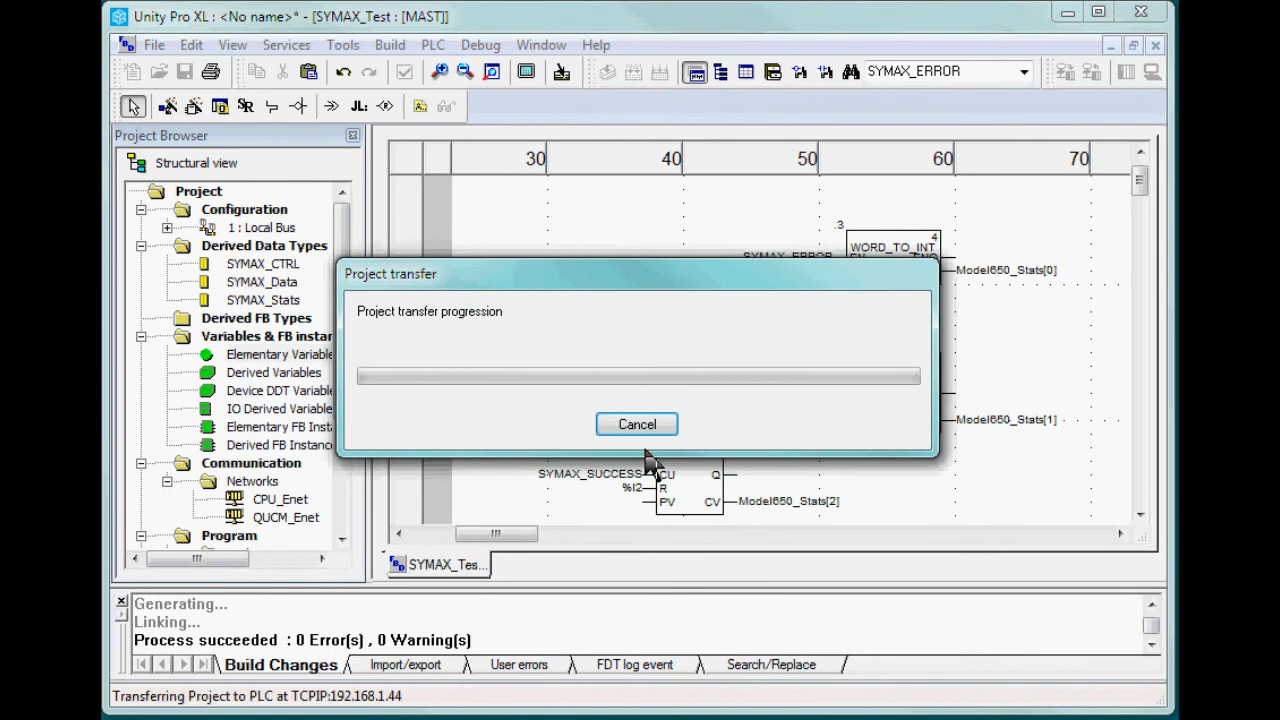 Unity Pro XL : <No name>* - [SYMAX_Test : [MAST]]
File Edit View Services Tools Build PLC Debug Window Help
SYMAX_ERROR
SR JL:
Project Browser
Structural view
Project
Configuration
1 : Local Bus
Derived Data Types
SYMAX_CTRL
SYMAX_Data
SYMAX_Stats
Derived FB Types
Variables & FB instan
Elementary Variable
Derived Variables
Device DDT Variable
IO Derived Variable
Elementary FB Inst
Derived FB Instance
Communication
Networks
CPU_Enet
QUCM_Enet
Program
30 40 50 60 70
.3
4
WORD_TO_INT
Model650_Stats[0]
Project transfer
Project transfer progression
Cancel
Model650_Stats[1]
SYMAX_SUCCESS CU Q
%I2 R
PV CV Model650_Stats[2]
SYMAX_Tes...
Generating...
Linking...
Process succeeded : 0 Error(s) , 0 Warning(s)
Build Changes Import/export User errors FDT log event Search/Replace
Transferring Project to PLC at TCPIP:192.168.1.44